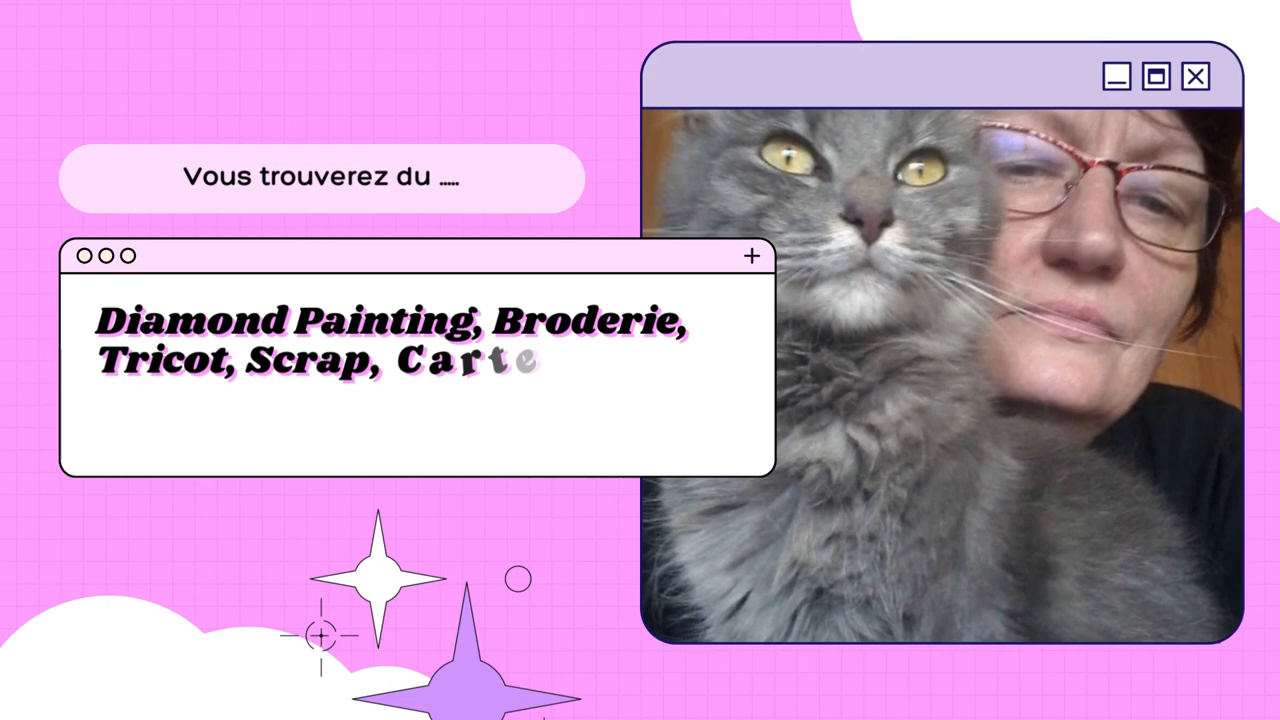 Vous trouverez du .....
Diamond Painting, Broderie,
Tricot, Scrap, Carte